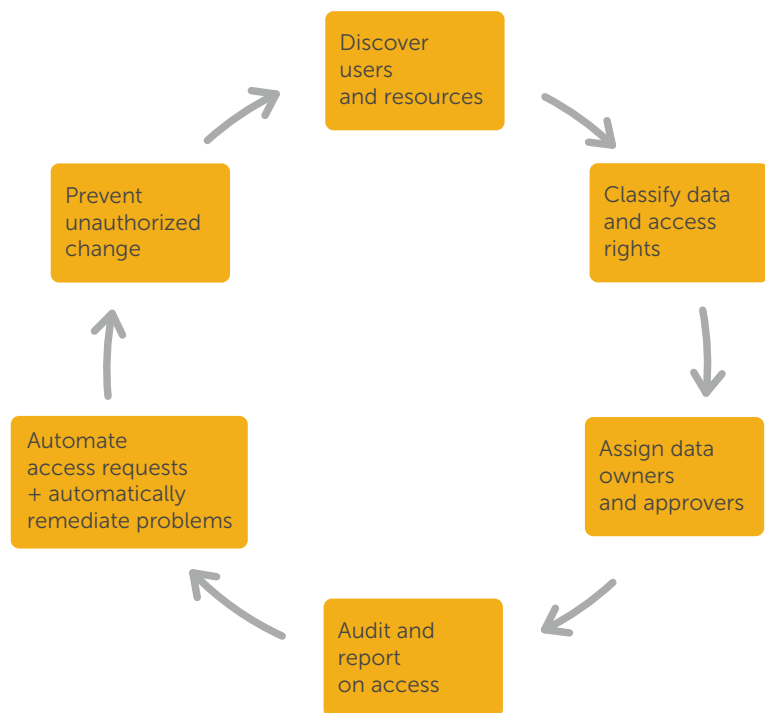 Discover
users
and resources
Classify data
and access
rights
Assign data
owners
and approvers
Audit and
report
on access
Automate
access requests
+ automatically
remediate problems
Prevent
unauthorized
change